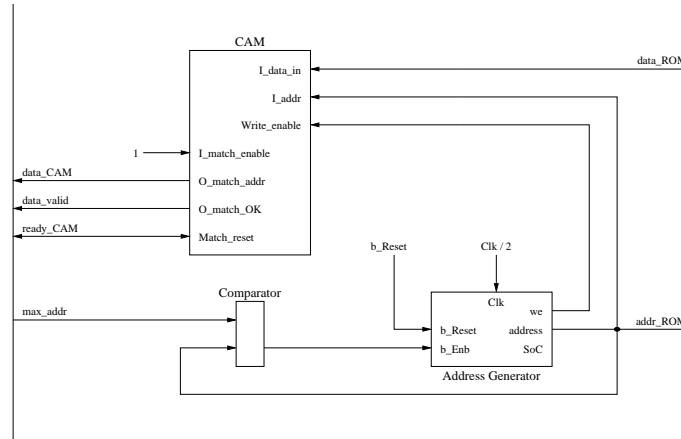 CAM
data_ROM
I_data_in
I_addr
Write_enable
1
I_match_enable
data_CAM
O_match_addr
data_valid
O_match_OK
ready_CAM
Match_reset
b_Reset
Clk / 2
Comparator
Clk
max_addr
we
addr_ROM
b_Reset
address
b_Enb
SoC
Address Generator